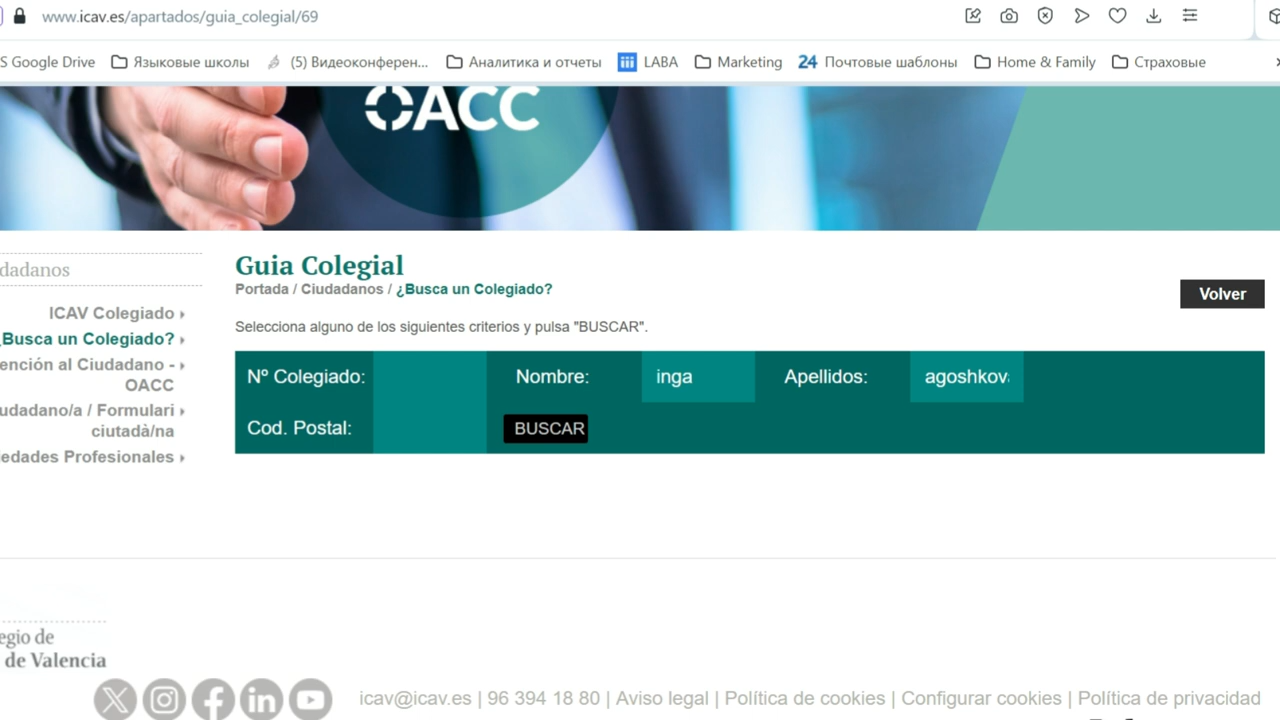 www.icav.es/apartados/guia_colegial/69
S Google Drive Языковые школы (5) Видеоконферен... Аналитика и отчеты LABA Marketing 24 Почтовые шаблоны Home & Family Страховые
OACC
dadanos
ICAV Colegiado
¿Busca un Colegiado?
ención al Ciudadano -
OACC
udadano/a / Formulari
ciutadà/na
iedades Profesionales
Guia Colegial
Portada / Ciudadanos / ¿Busca un Colegiado?
Volver
Selecciona alguno de los siguientes criterios y pulsa "BUSCAR".
Nº Colegiado: Nombre: inga Apellidos: agoshkov
Cod. Postal: BUSCAR
egio de
de Valencia
icav@icav.es | 96 394 18 80 | Aviso legal | Política de cookies | Configurar cookies | Política de privacidad